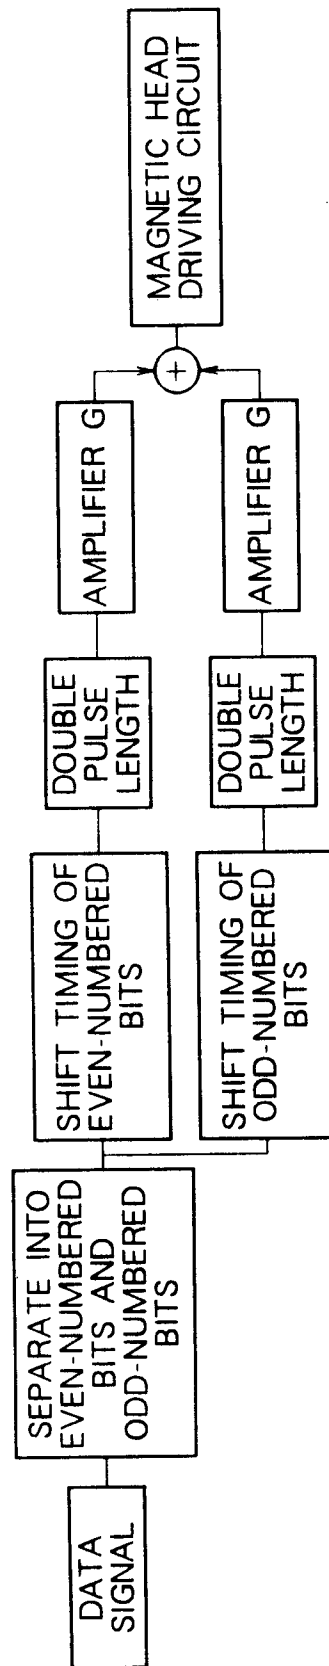 DATA
SIGNAL
SEPARATE INTO
EVEN-NUMBERED
BITS AND
ODD-NUMBERED
BITS
SHIFT TIMING OF
EVEN-NUMBERED
BITS
DOUBLE
PULSE
LENGTH
AMPLIFIER G
SHIFT TIMING OF
ODD-NUMBERED
BITS
DOUBLE
PULSE
LENGTH
AMPLIFIER G
+
MAGNETIC HEAD
DRIVING CIRCUIT